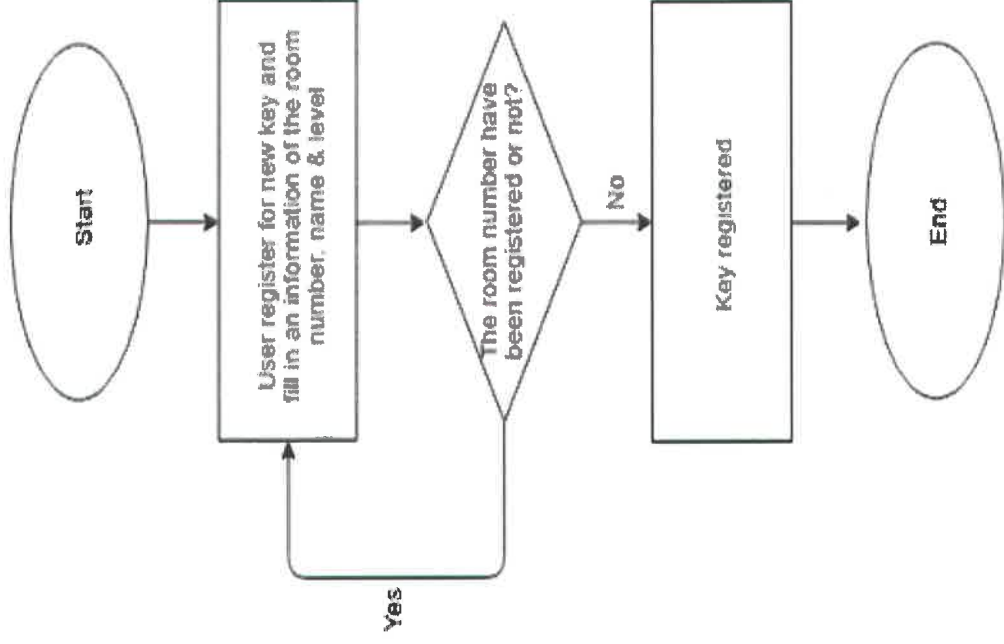 Start
User register for new key and
fill in an information of the room
number, name & level
The room number have
been registered or not?
Yes
No
Key registered
End